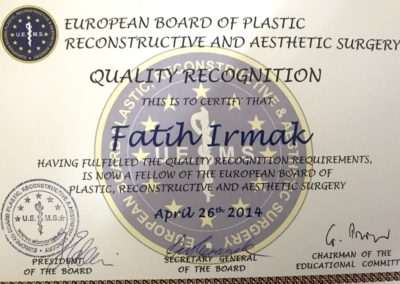 U.E.M.S.
EUROPEAN BOARD OF PLASTIC
RECONSTRUCTIVE AND AESTHETIC SURGERY
QUALITY RECOGNITION
THIS IS TO CERTIFY THAT
Fatih Irmak
HAVING FULFILLED THE QUALITY RECOGNITION REQUIREMENTS,
IS NOW A FELLOW OF THE EUROPEAN BOARD OF
PLASTIC, RECONSTRUCTIVE AND AESTHETIC SURGERY
April 26th 2014
U.E.M.S.
PRESIDENT
OF THE BOARD
SECRETARY GENERAL
OF THE BOARD
CHAIRMAN OF THE
EDUCATIONAL COMMITT